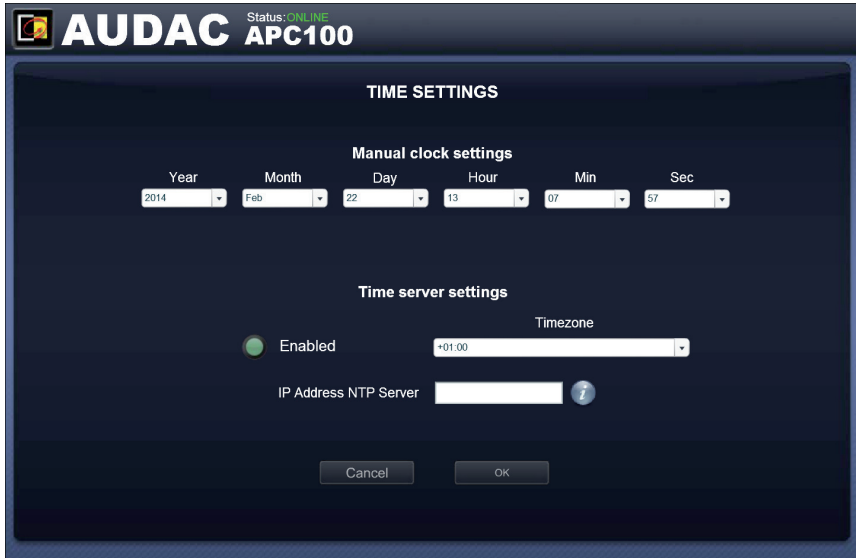 AUDAC
Status:ONLINE
APC100
TIME SETTINGS
Manual clock settings
Year Month Day Hour Min Sec
2014 Feb 22 13 07 57
Time server settings
Timezone
Enabled +01:00
IP Address NTP Server i
Cancel OK